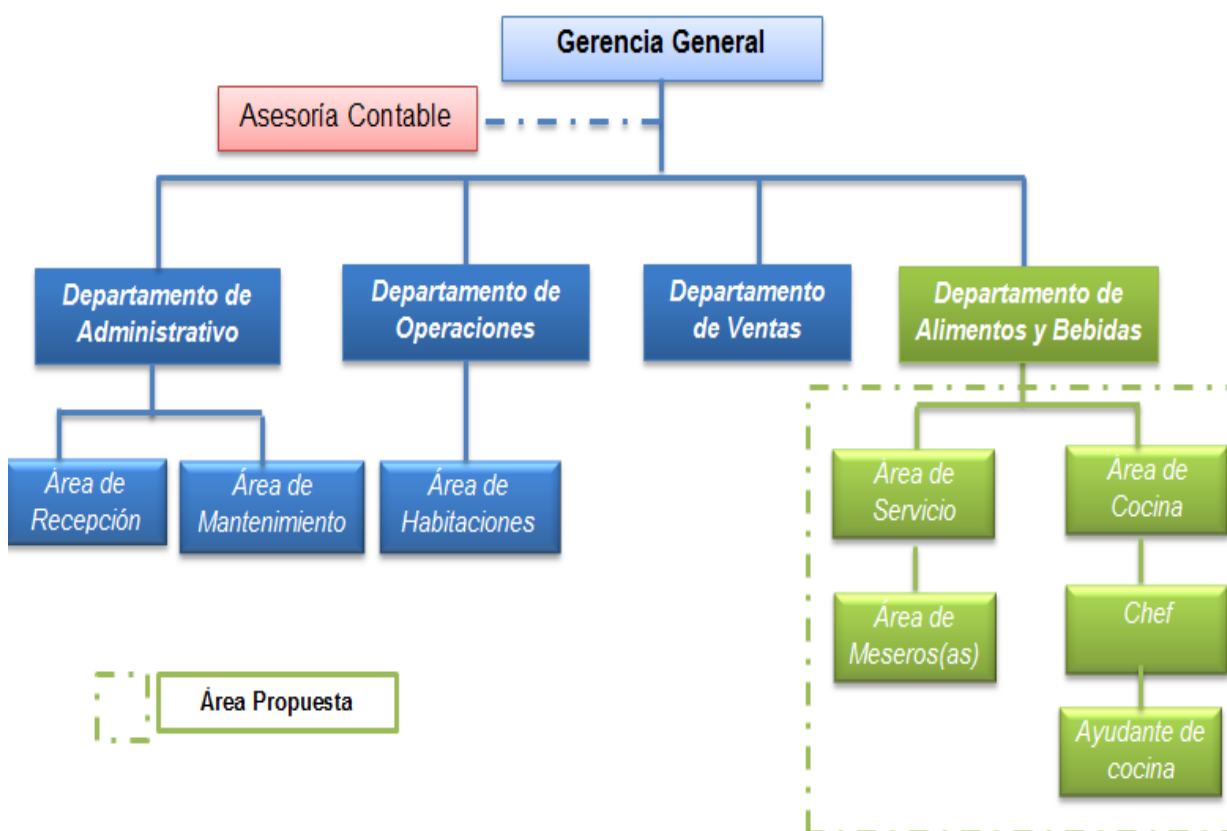 Gerencia General
Asesoría Contable
Departamento de
Administrativo
Departamento de
Operaciones
Departamento
de Ventas
Departamento de
Alimentos y Bebidas
Área de
Recepción
Área de
Mantenimiento
Área de
Habitaciones
Área de
Servicio
Área de
Cocina
Área de
Meseros(as)
Chef
Ayudante de
cocina
Área Propuesta